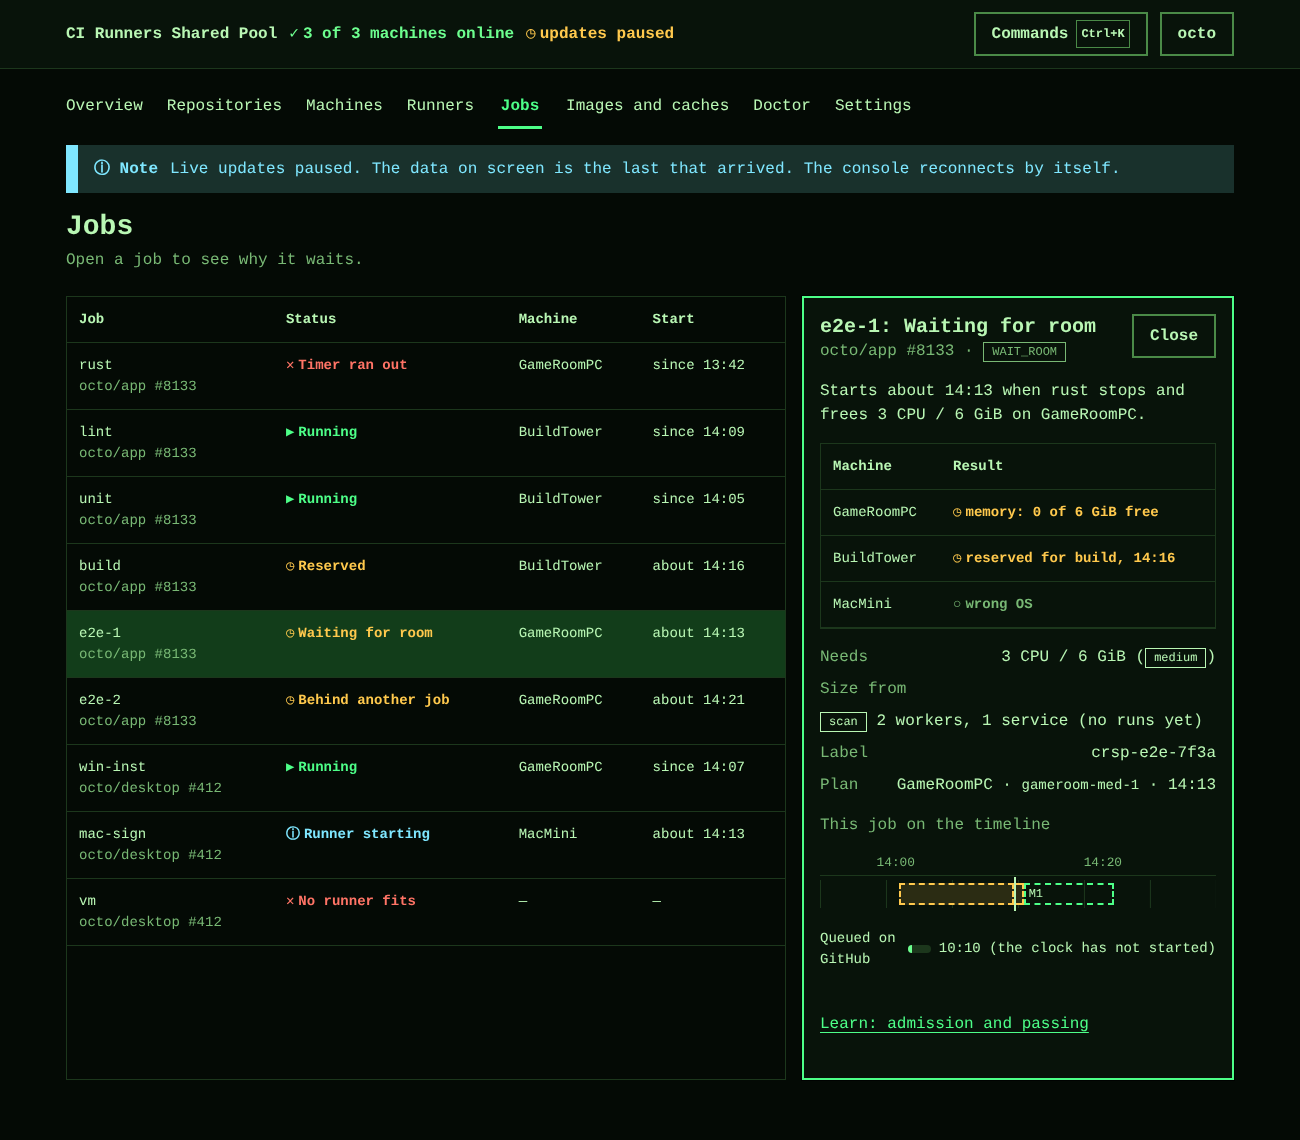 CI Runners Shared Pool ✓ 3 of 3 machines online ◷ updates paused Commands Ctrl+K octo
Overview Repositories Machines Runners Jobs Images and caches Doctor Settings
ⓘ Note Live updates paused. The data on screen is the last that arrived. The console reconnects by itself.
Jobs
Open a job to see why it waits.
Job Status Machine Start
rust ✕ Timer ran out GameRoomPC since 13:42
octo/app #8133
lint ▶ Running BuildTower since 14:09
octo/app #8133
unit ▶ Running BuildTower since 14:05
octo/app #8133
build ◷ Reserved BuildTower about 14:16
octo/app #8133
e2e-1 ◷ Waiting for room GameRoomPC about 14:13
octo/app #8133
e2e-2 ◷ Behind another job GameRoomPC about 14:21
octo/app #8133
win-inst ▶ Running GameRoomPC since 14:07
octo/desktop #412
mac-sign ⓘ Runner starting MacMini about 14:13
octo/desktop #412
vm ✕ No runner fits — —
octo/desktop #412
e2e-1: Waiting for room Close
octo/app #8133 · WAIT_ROOM
Starts about 14:13 when rust stops and
frees 3 CPU / 6 GiB on GameRoomPC.
Machine Result
GameRoomPC ◷ memory: 0 of 6 GiB free
BuildTower ◷ reserved for build, 14:16
MacMini ○ wrong OS
Needs 3 CPU / 6 GiB (medium)
Size from
scan 2 workers, 1 service (no runs yet)
Label crsp-e2e-7f3a
Plan GameRoomPC · gameroom-med-1 · 14:13
This job on the timeline
14:00 14:20
M1
Queued on
GitHub 10:10 (the clock has not started)
Learn: admission and passing